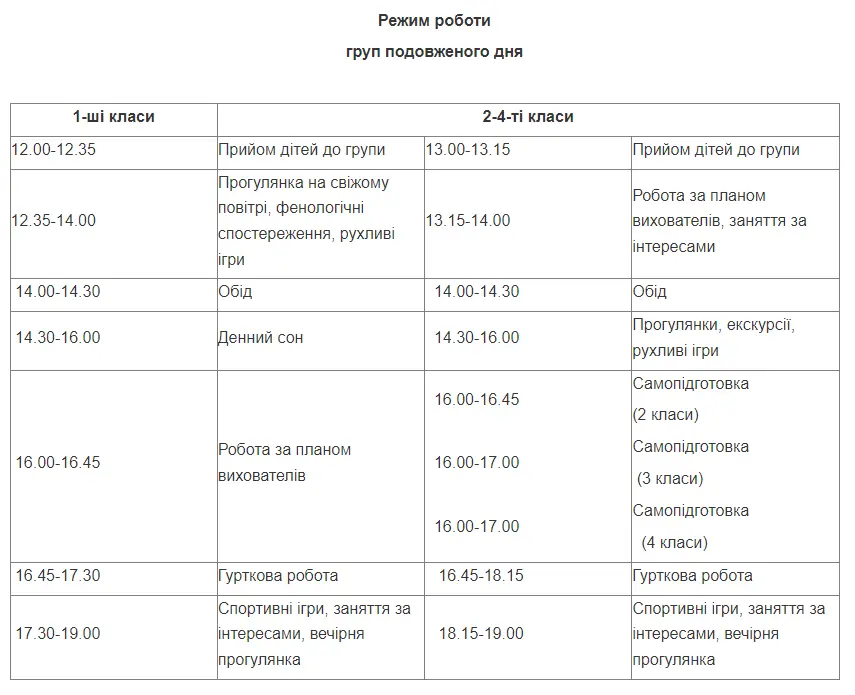 Режим роботи
груп подовженого дня
1-ші класи
2-4-ті класи
12.00-12.35
Прийом дітей до групи
13.00-13.15
Прийом дітей до групи
12.35-14.00
Прогулянка на свіжому
повітрі, фенологічні
спостереження, рухливі
ігри
13.15-14.00
Робота за планом
вихователів, заняття за
інтересами
14.00-14.30
Обід
14.00-14.30
Обід
14.30-16.00
Денний сон
14.30-16.00
Прогулянки, екскурсії,
рухливі ігри
16.00-16.45
Робота за планом
вихователів
16.00-16.45
16.00-17.00
16.00-17.00
Самопідготовка
(2 класи)
Самопідготовка
(3 класи)
Самопідготовка
(4 класи)
16.45-17.30
Гурткова робота
16.45-18.15
Гурткова робота
17.30-19.00
Спортивні ігри, заняття за
інтересами, вечірня
прогулянка
18.15-19.00
Спортивні ігри, заняття за
інтересами, вечірня
прогулянка